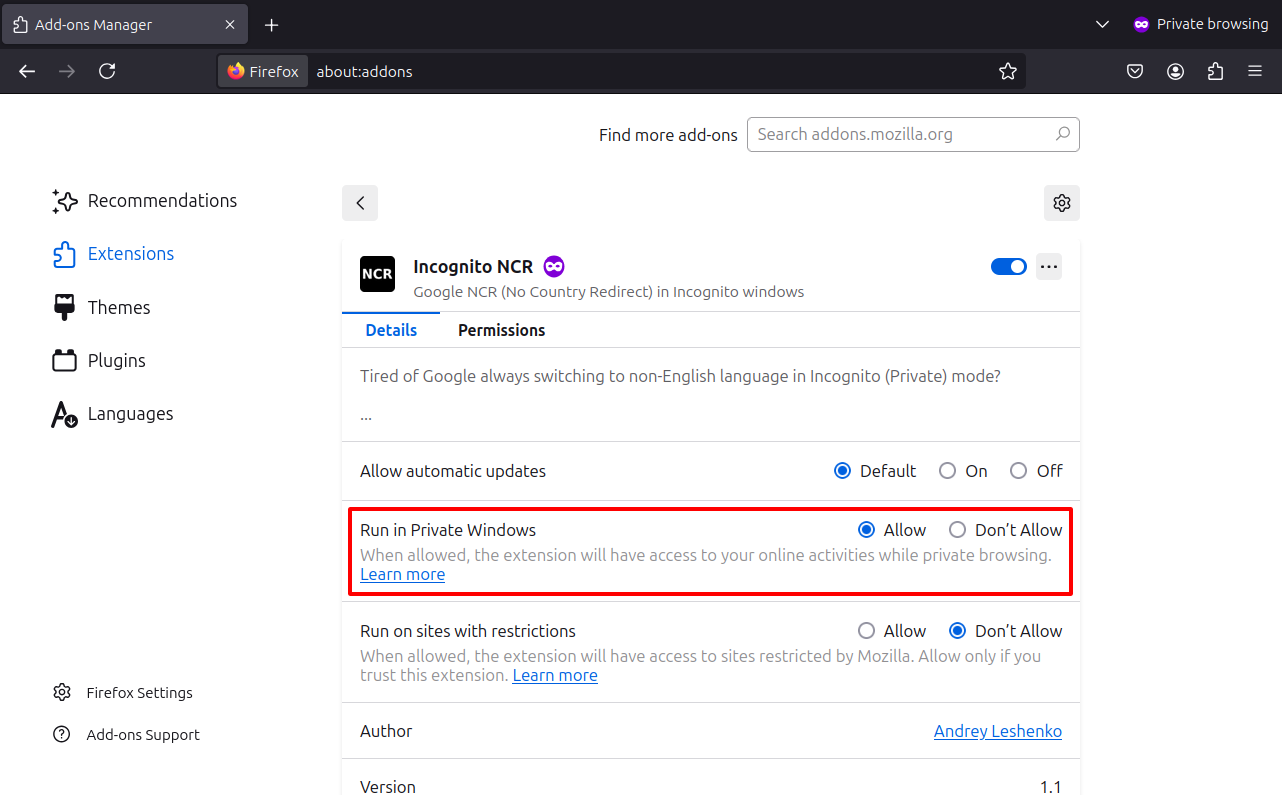 Add-ons Manager
Private browsing
Firefox about:addons
Find more add-ons Search addons.mozilla.org
Recommendations
Extensions
Themes
Plugins
Languages
Firefox Settings
Add-ons Support
NCR
Incognito NCR
Google NCR (No Country Redirect) in Incognito windows
Details Permissions
Tired of Google always switching to non-English language in Incognito (Private) mode?
...
Allow automatic updates Default On Off
Run in Private Windows Allow Don’t Allow
When allowed, the extension will have access to your online activities while private browsing.
Learn more
Run on sites with restrictions Allow Don’t Allow
When allowed, the extension will have access to sites restricted by Mozilla. Allow only if you
trust this extension. Learn more
Author Andrey Leshenko
Version 1.1